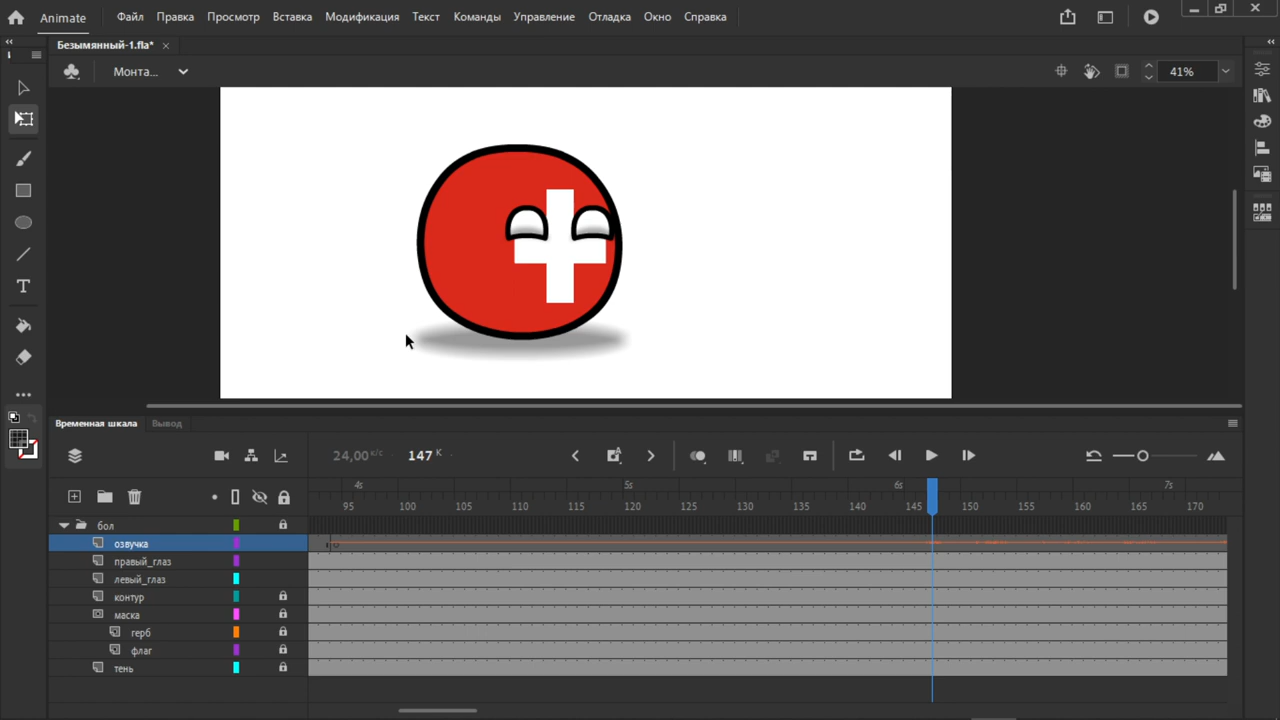 Animate Файл Правка Просмотр Вставка Модификация Текст Команды Управление Отладка Окно Справка
Безымянный-1.fla*
Монта... 41%
Временная шкала Вывод
24,00 к/с 147 К
4s 5s 6s 7s
95 100 105 110 115 120 125 130 135 140 145 150 155 160 165 170
бол
озвучка
правый_глаз
левый_глаз
контур
маска
герб
флаг
тень